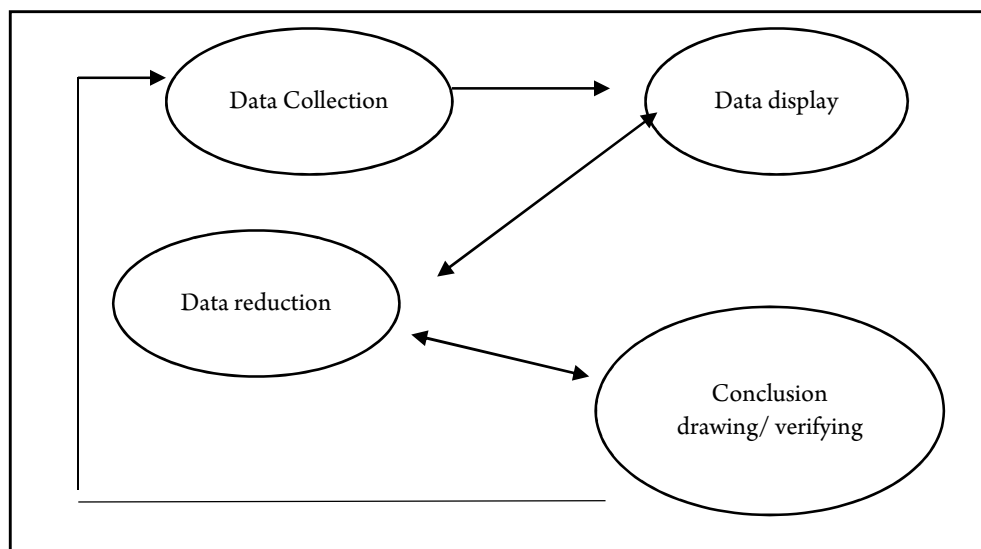 Data Collection
Data display
Data reduction
Conclusion
drawing/ verifying